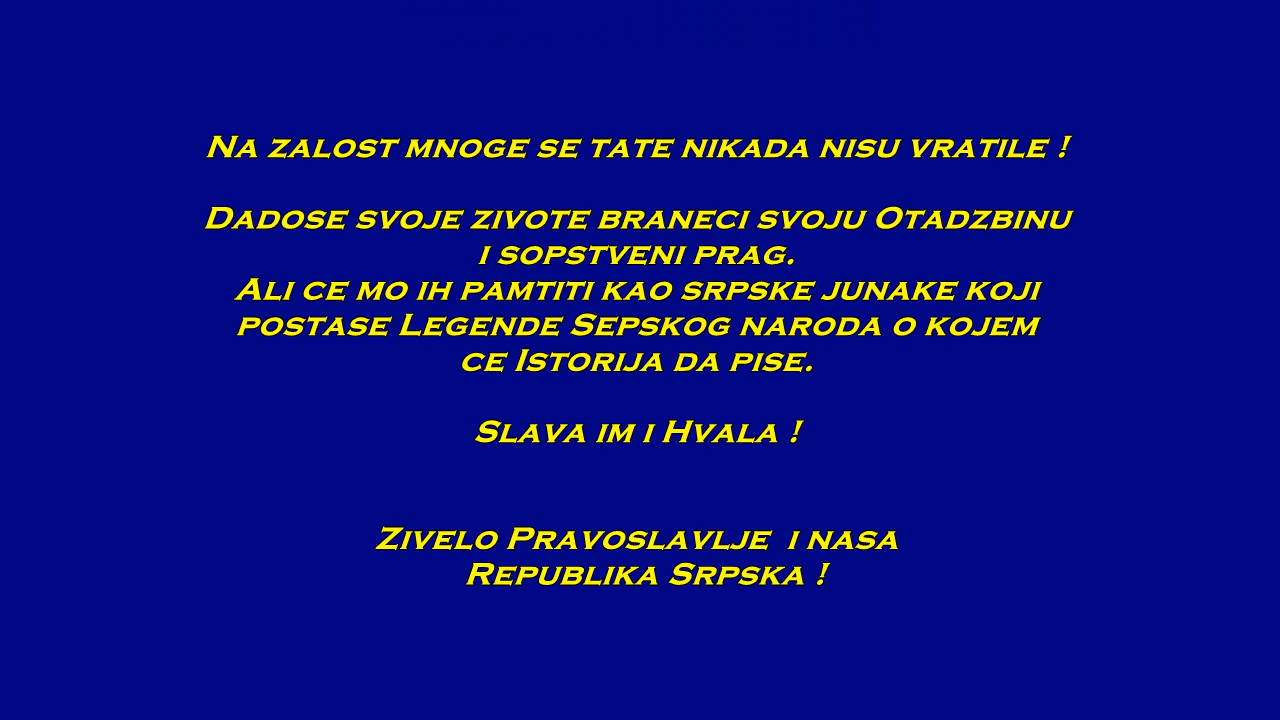 Na zalost mnoge se tate nikada nisu vratile !
Dadose svoje zivote braneci svoju Otadzbinu
i sopstveni prag.
Ali ce mo ih pamtiti kao srpske junake koji
postase Legende Sepskog naroda o kojem
ce Istorija da pise.
Slava im i Hvala !
Zivelo Pravoslavlje i nasa
Republika Srpska !